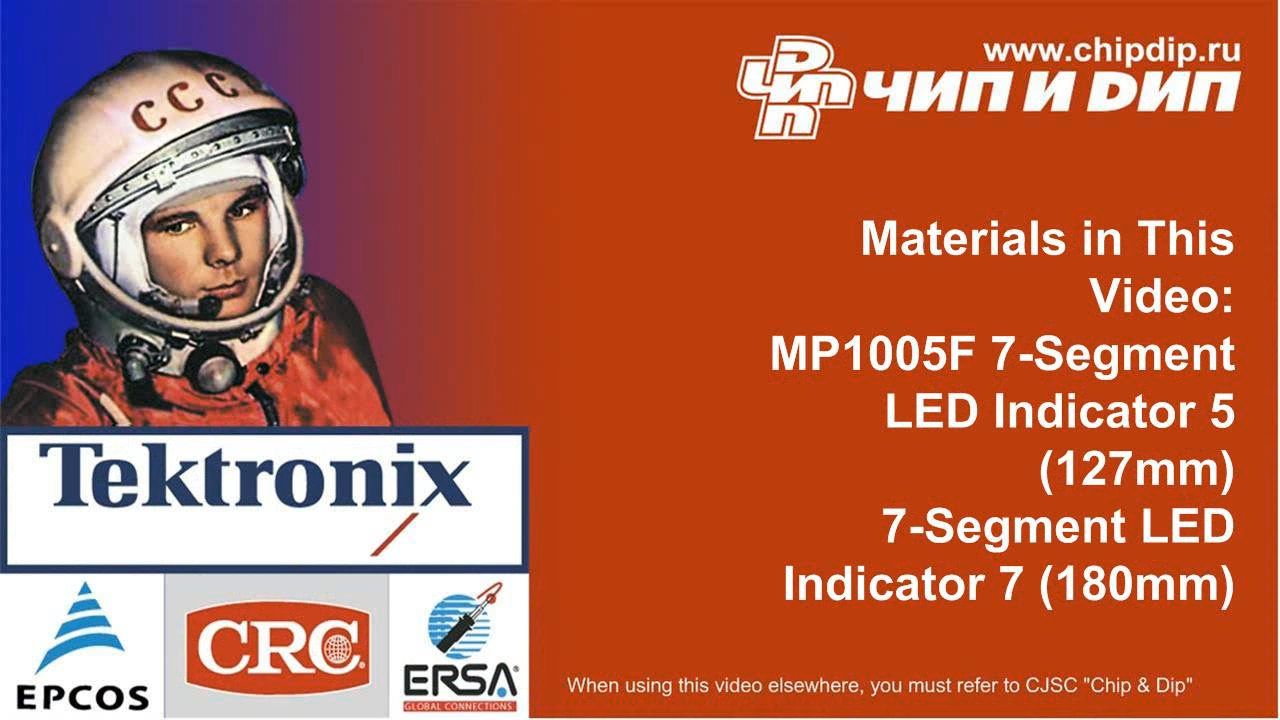 СССР
www.chipdip.ru
ЧИП ДИП
ЧИП И DИП
Materials in This
Video:
MP1005F 7-Segment
LED Indicator 5
(127mm)
7-Segment LED
Indicator 7 (180mm)
Tektronix
EPCOS
CRC®
ERSA®
GLOBAL CONNECTIONS
When using this video elsewhere, you must refer to CJSC "Chip & Dip"